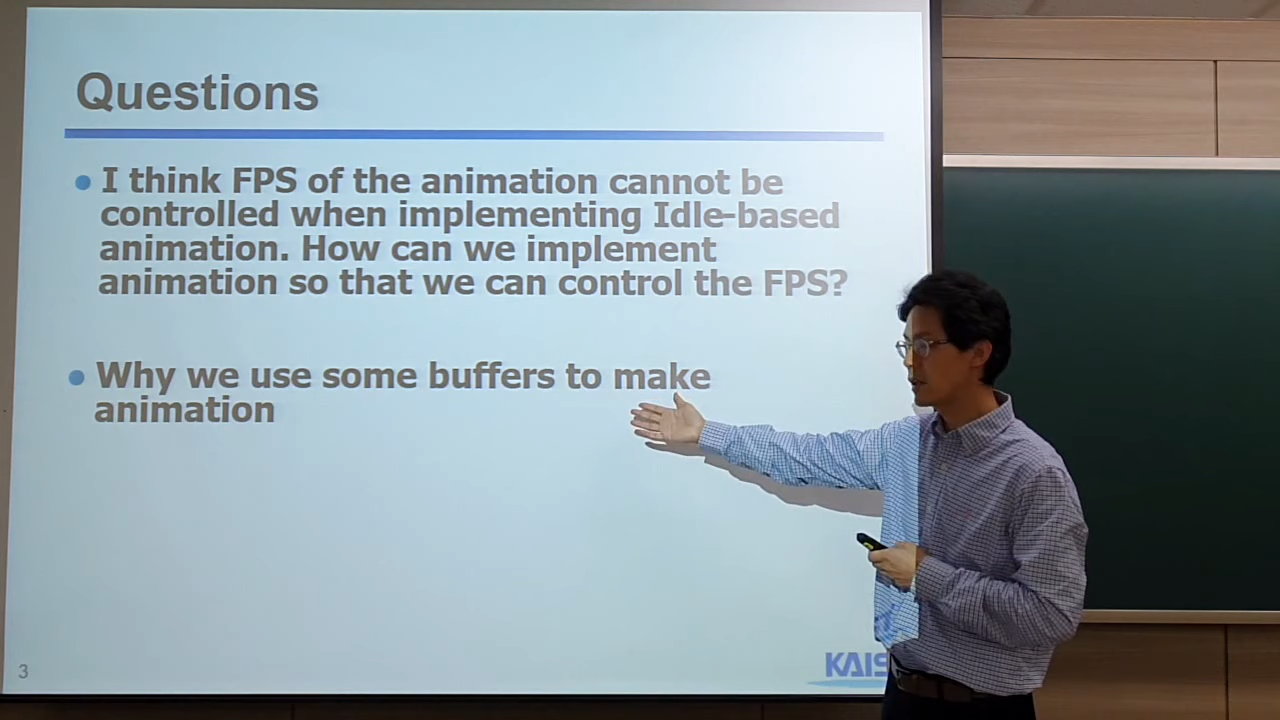 Questions
I think FPS of the animation cannot be
controlled when implementing Idle-based
animation. How can we implement
animation so that we can control the FPS?
Why we use some buffers to make
animation
3
KAIS